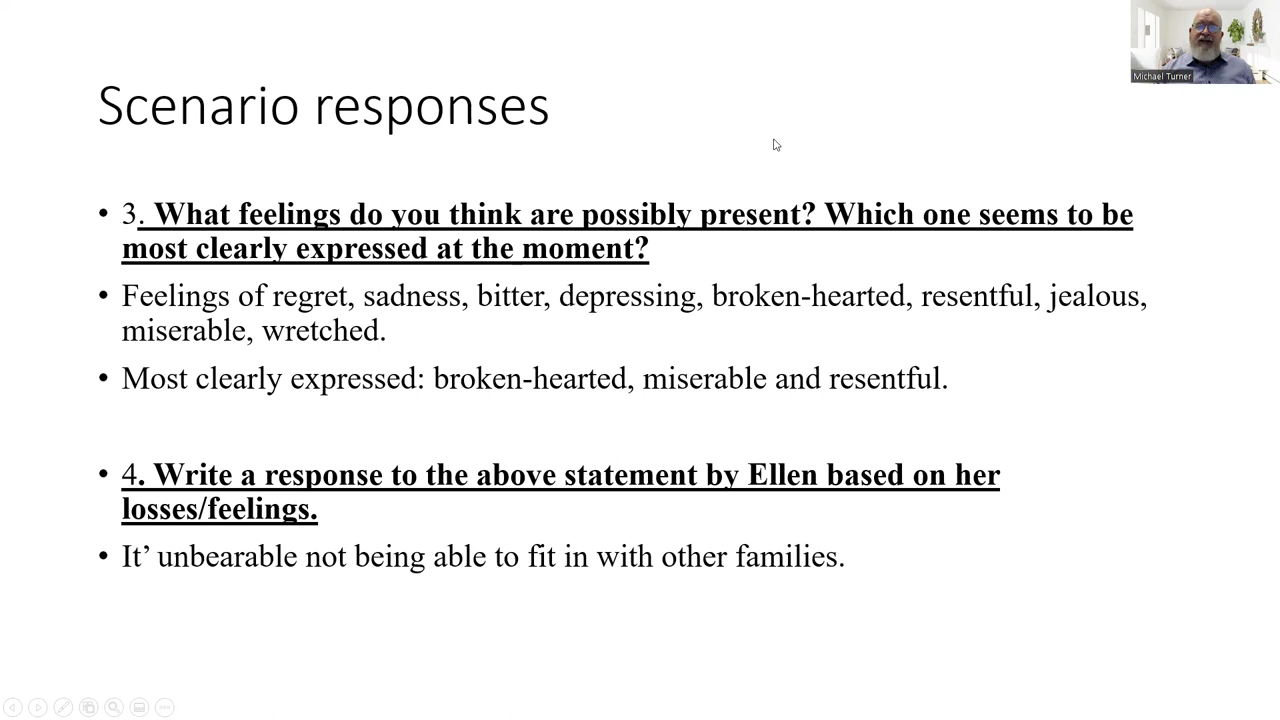 Michael Turner
Scenario responses
• 3. What feelings do you think are possibly present? Which one seems to be
most clearly expressed at the moment?
• Feelings of regret, sadness, bitter, depressing, broken-hearted, resentful, jealous,
miserable, wretched.
• Most clearly expressed: broken-hearted, miserable and resentful.
• 4. Write a response to the above statement by Ellen based on her
losses/feelings.
• It’ unbearable not being able to fit in with other families.